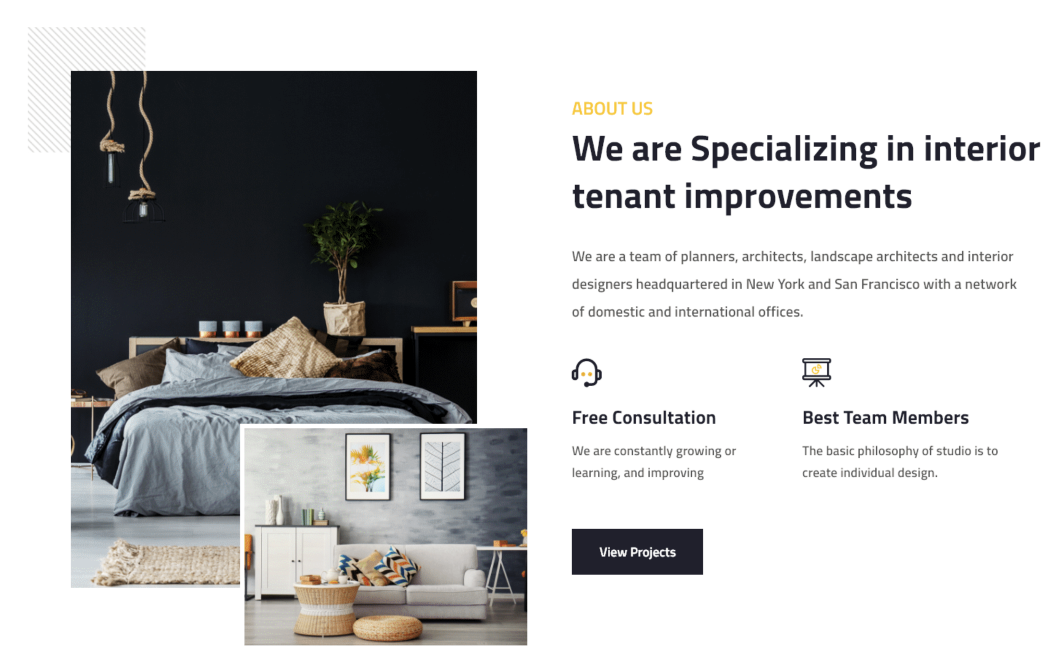 ABOUT US
We are Specializing in interior
tenant improvements
We are a team of planners, architects, landscape architects and interior
designers headquartered in New York and San Francisco with a network
of domestic and international offices.
Free Consultation
We are constantly growing or
learning, and improving
Best Team Members
The basic philosophy of studio is to
create individual design.
View Projects